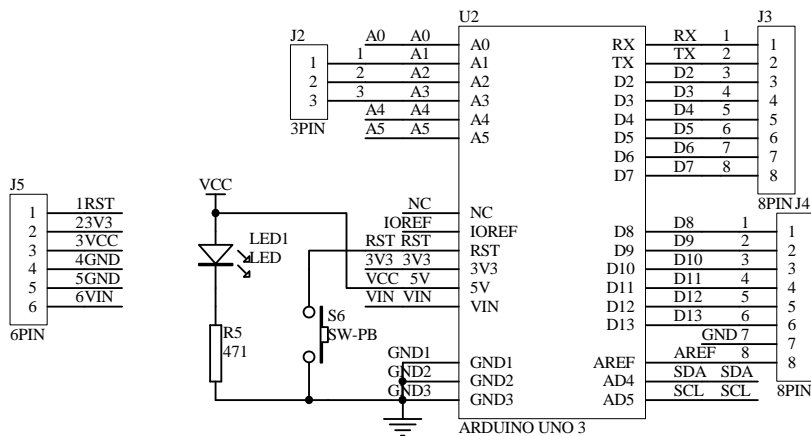 U2
J3
J2
A0 A0 A0 RX RX 1 1
1 1 A1 A1 TX TX 2 2
2 2 A2 A2 D2 D2 3 3
3 3 A3 A3 D3 D3 4 4
3PIN A4 A4 A4 D4 D4 5 5
A5 A5 A5 D5 D5 6 6
D6 D6 7 7
D7 D7 8 8
J5 VCC
8PIN J4
1 1RST NC NC
2 23V3 IOREF IOREF D8 D8 1 1
3 3VCC LED1 RST RST RST D9 D9 2 2
4 4GND LED 3V3 3V3 3V3 D10 D10 3 3
5 5GND VCC 5V 5V D11 D11 4 4
6 6VIN VIN VIN VIN D12 D12 5 5
6PIN S6 D13 D13 6 6
R5 SW-PB GND 7 7
471 GND1 GND1 AREF AREF 8 8
GND2 GND2 AD4 SDA SDA 8PIN
GND3 GND3 AD5 SCL SCL
ARDUINO UNO 3